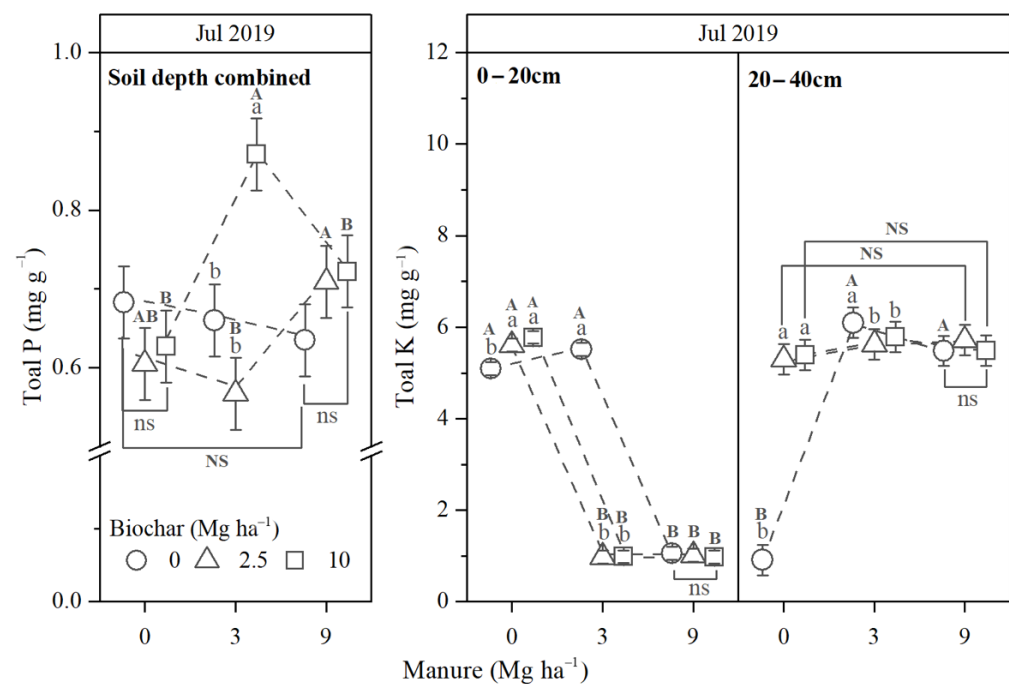 Jul 2019
Jul 2019
1.0
0.8
0.6
0.0
Toal P (mg g⁻¹)
Soil depth combined
A
a
A
B
b
AB
B
B
b
ns
ns
NS
Biochar (Mg ha⁻¹)
0
2.5
10
0
3
9
12
10
8
6
4
2
0
Toal K (mg g⁻¹)
0–20cm
A
b
A
a
A
a
A
a
B
b
B
b
B
B
B
ns
0
3
9
20–40cm
NS
NS
a
a
A
a
b
b
A
ns
B
b
0
3
9
Manure (Mg ha⁻¹)